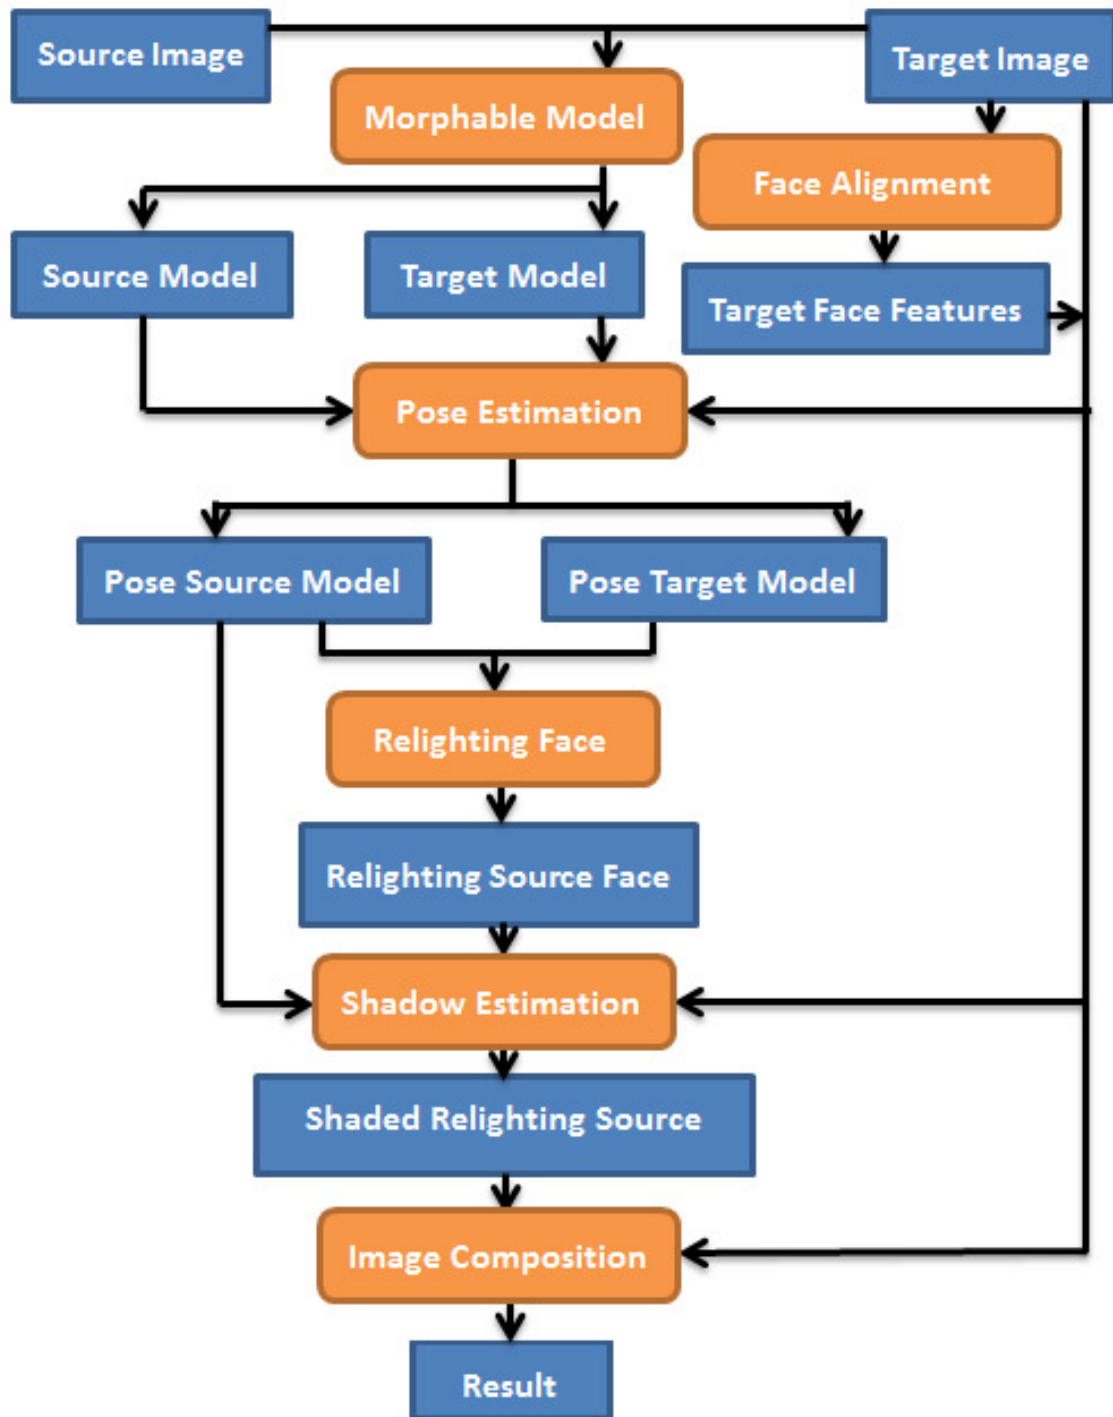 Source Image
Target Image
Morphable Model
Face Alignment
Source Model
Target Model
Target Face Features
Pose Estimation
Pose Source Model
Pose Target Model
Relighting Face
Relighting Source Face
Shadow Estimation
Shaded Relighting Source
Image Composition
Result